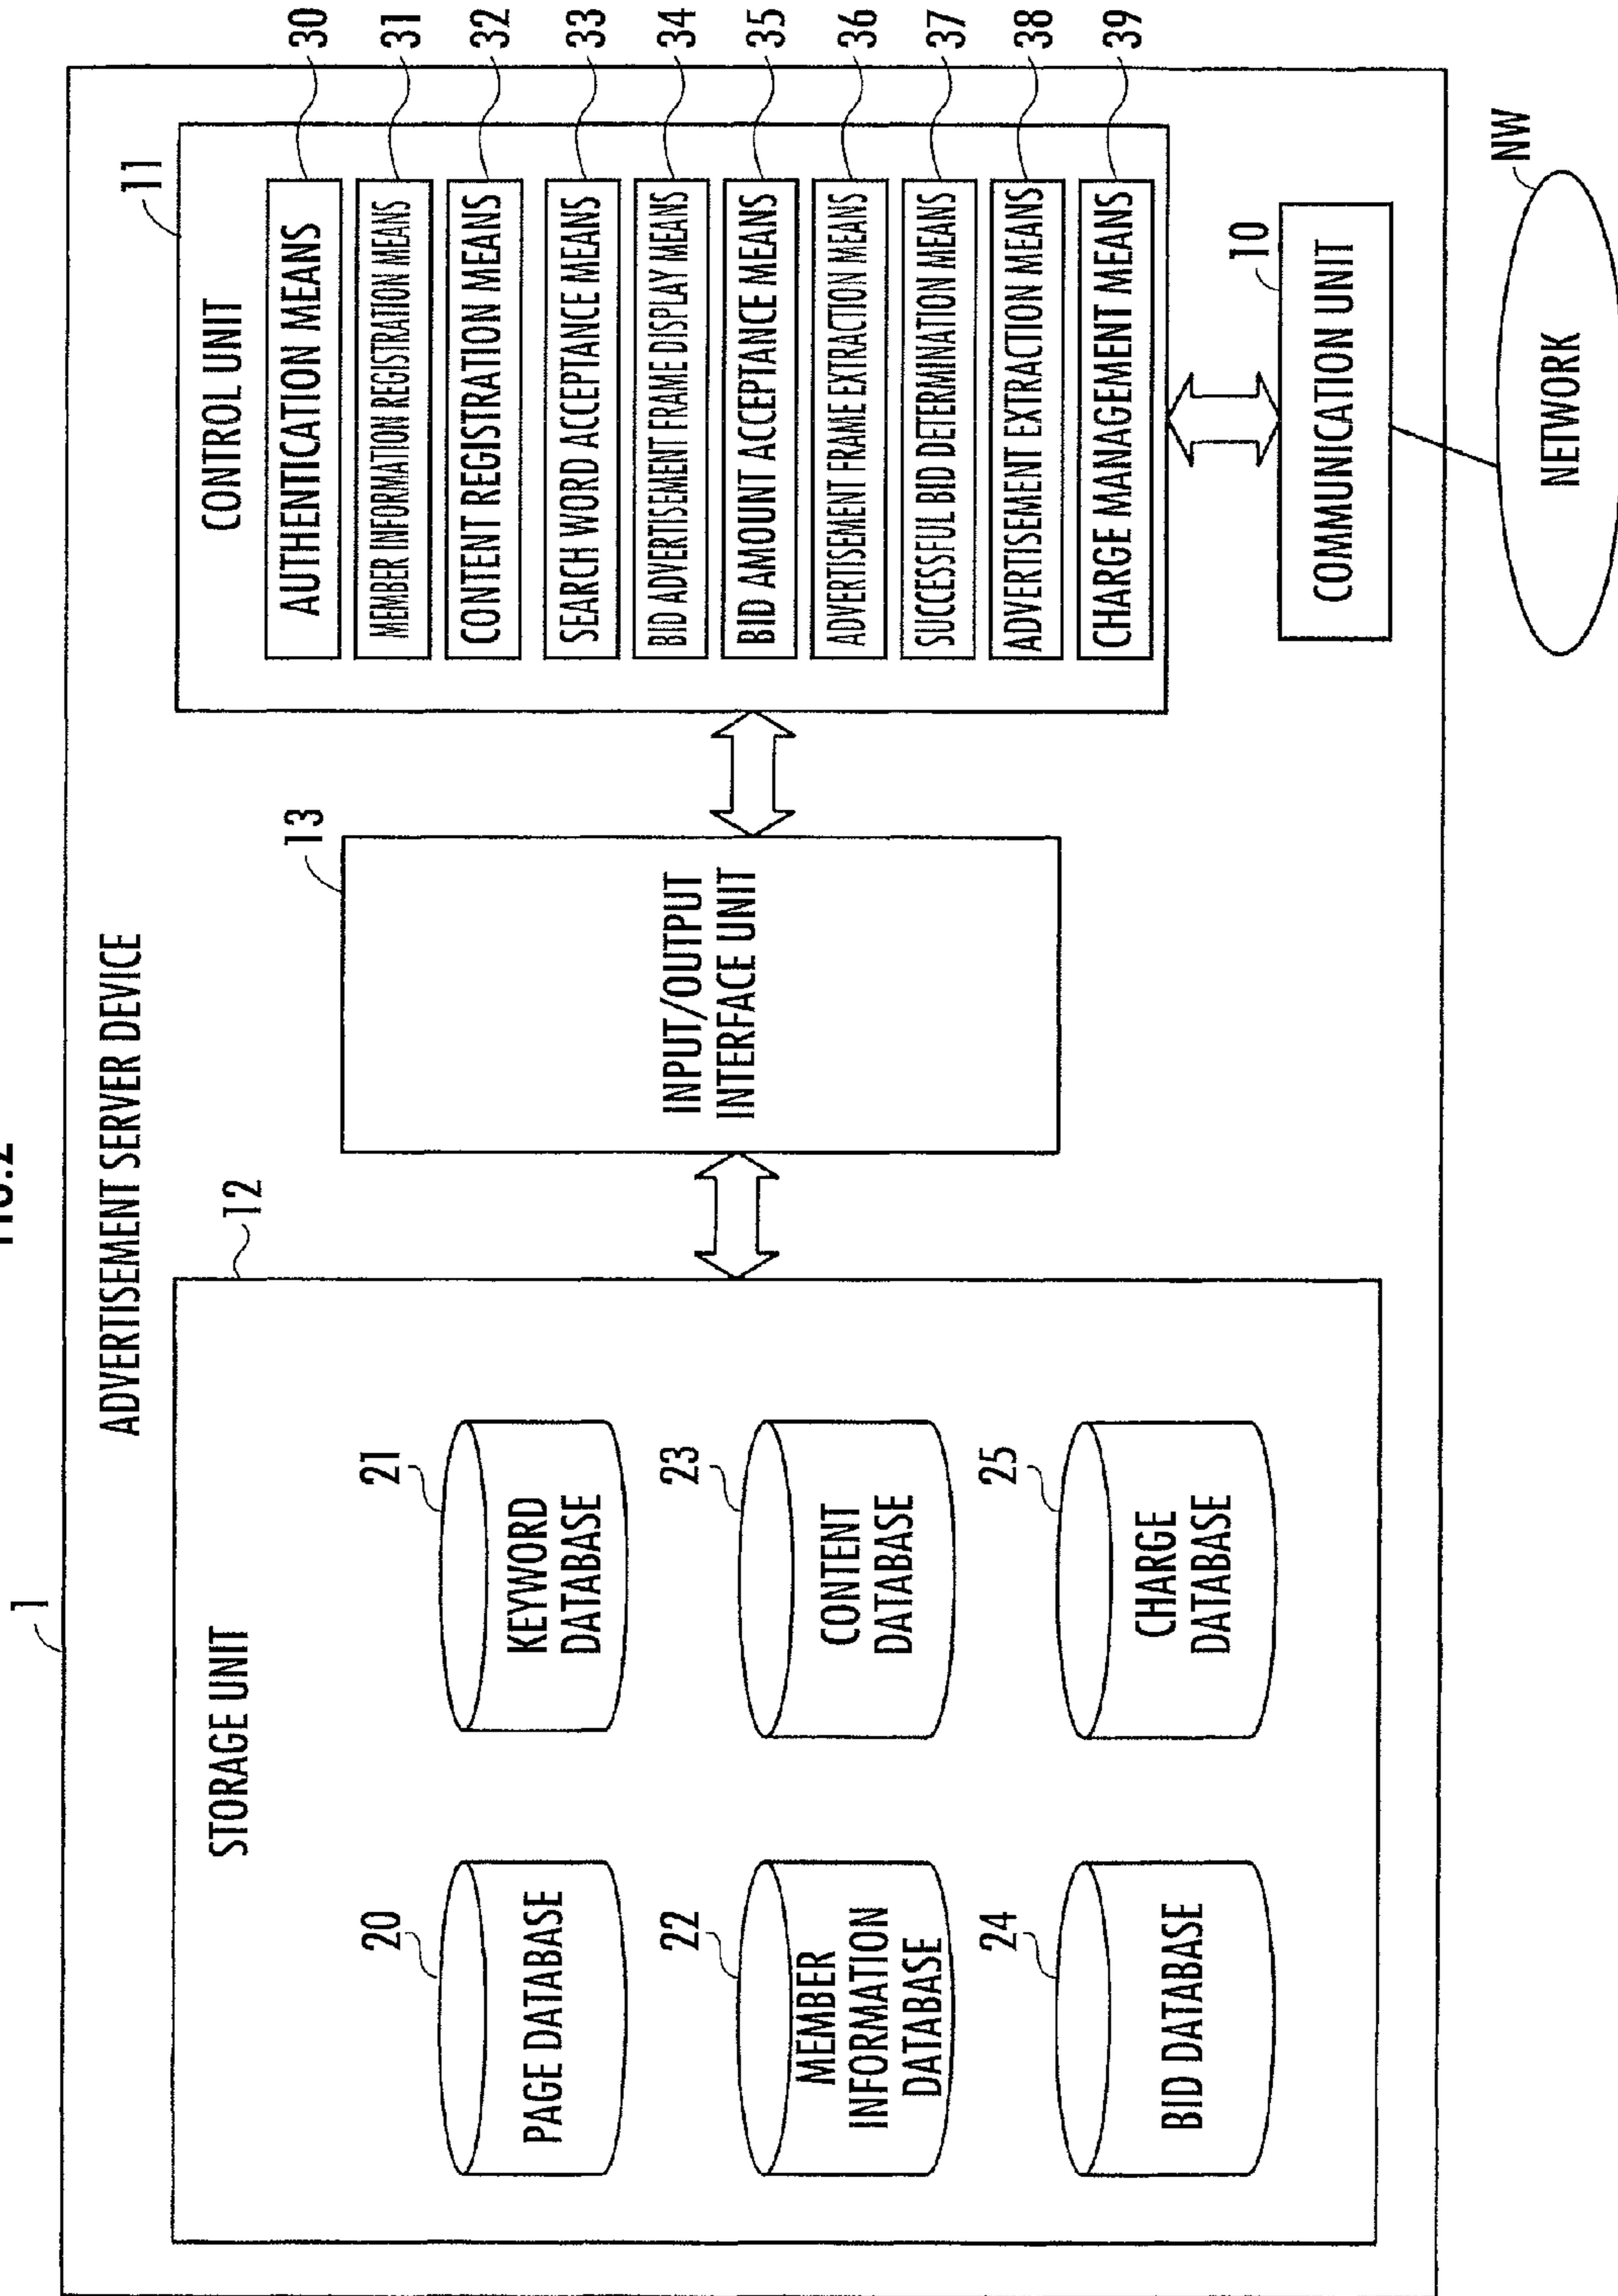 FIG.2
1
ADVERTISEMENT SERVER DEVICE
12
STORAGE UNIT
20
PAGE DATABASE
21
KEYWORD
DATABASE
22
MEMBER
INFORMATION
DATABASE
23
CONTENT
DATABASE
24
BID DATABASE
25
CHARGE
DATABASE
13
INPUT/OUTPUT
INTERFACE UNIT
11
CONTROL UNIT
AUTHENTICATION MEANS
30
MEMBER INFORMATION REGISTRATION MEANS
31
CONTENT REGISTRATION MEANS
32
SEARCH WORD ACCEPTANCE MEANS
33
BID ADVERTISEMENT FRAME DISPLAY MEANS
34
BID AMOUNT ACCEPTANCE MEANS
35
ADVERTISEMENT FRAME EXTRACTION MEANS
36
SUCCESSFUL BID DETERMINATION MEANS
37
ADVERTISEMENT EXTRACTION MEANS
38
CHARGE MANAGEMENT MEANS
39
10
COMMUNICATION UNIT
NW
NETWORK